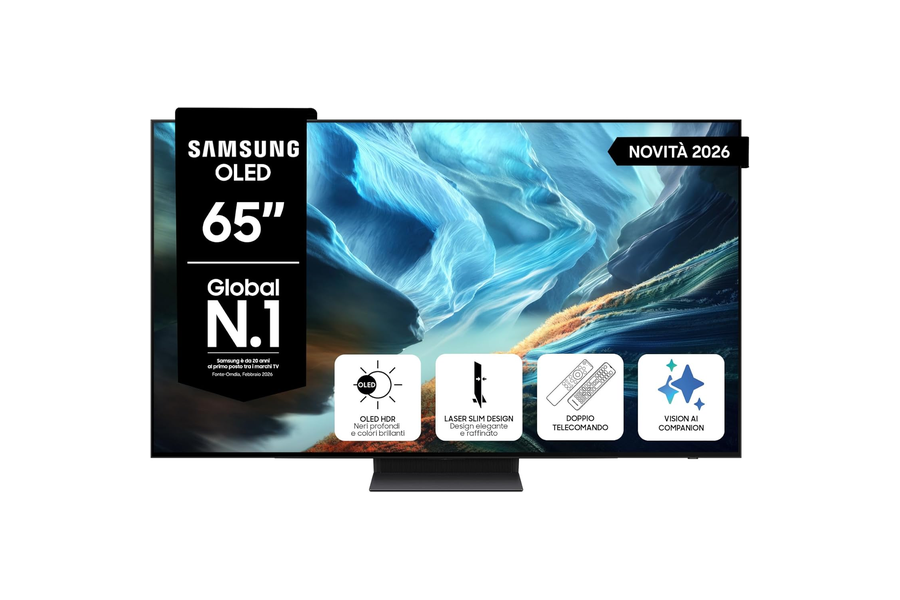 SAMSUNG
OLED
65”
Global
N.1
Samsung è da 20 anni
al primo posto tra i marchi TV
Fonte-Omdia, Febbraio 2026
NOVITÀ 2026
OLED
OLED HDR
Neri profondi
e colori brillanti
LASER SLIM DESIGN
Design elegante
e raffinato
DOPPIO
TELECOMANDO
VISION AI
COMPANION